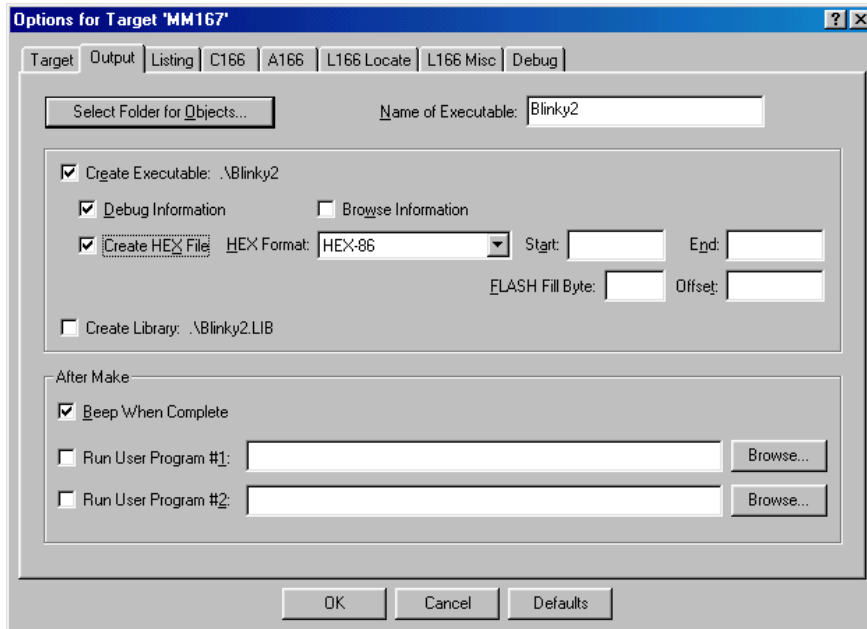 Options for Target 'MM167'
Target Output Listing C166 A166 L166 Locate L166 Misc Debug
Select Folder for Objects... Name of Executable: Blinky2
Create Executable: .\Blinky2
Debug Information Browse Information
Create HEX File HEX Format: HEX-86 Start: End:
FLASH Fill Byte: Offset:
Create Library: .\Blinky2.LIB
After Make
Beep When Complete
Run User Program #1: Browse...
Run User Program #2: Browse...
OK Cancel Defaults